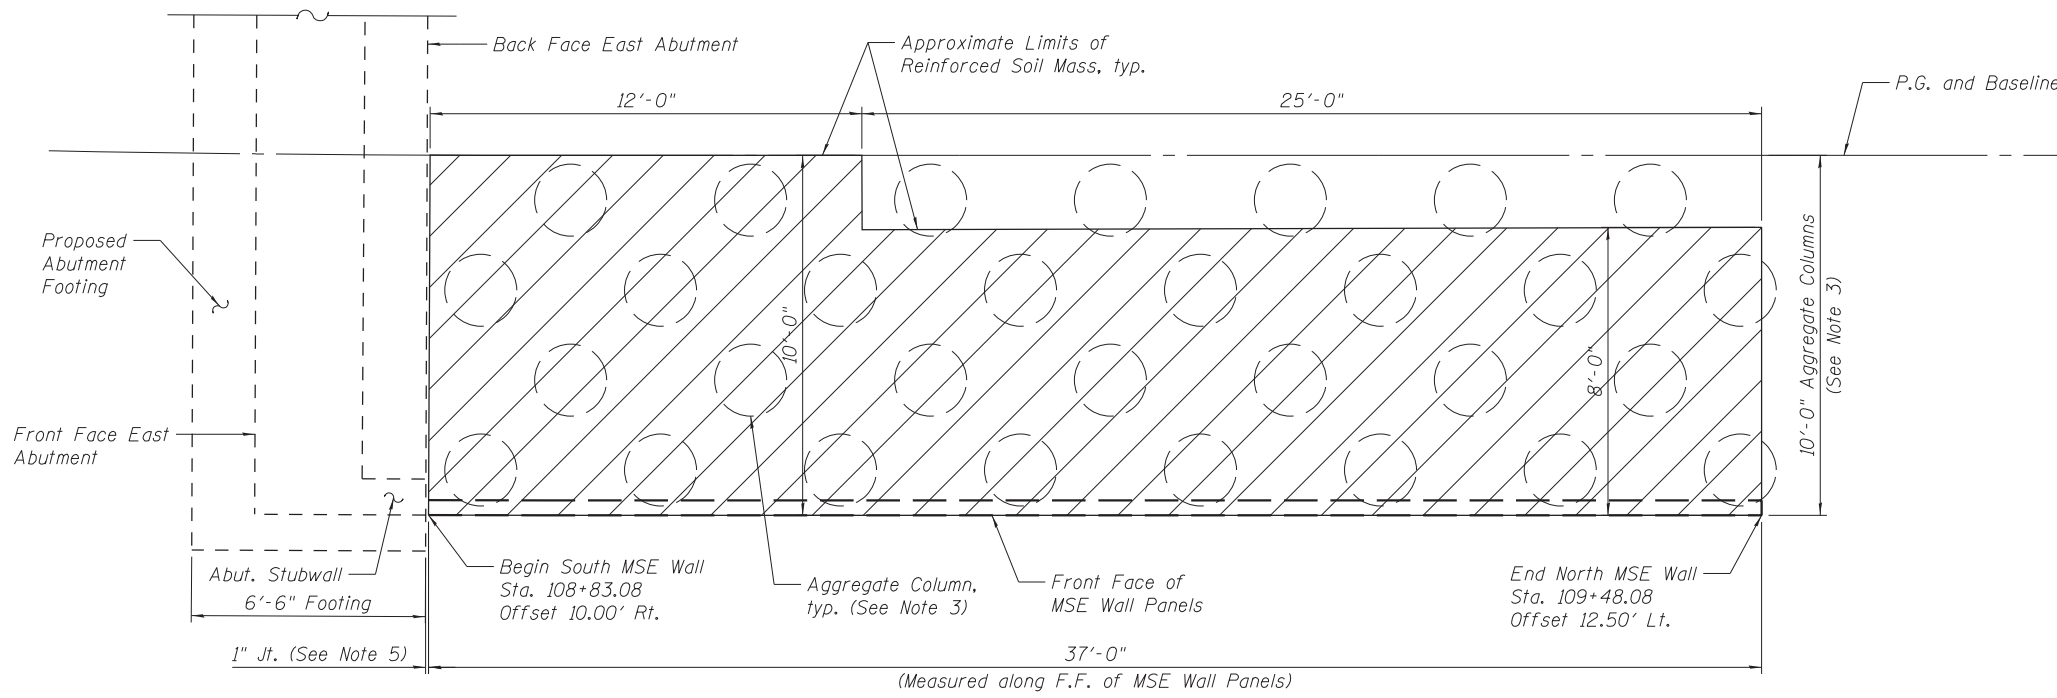 Back Face East Abutment
Approximate Limits of
Reinforced Soil Mass, typ.
P.G. and Baseline
12'-0"
25'-0"
Proposed
Abutment
Footing
10'-0"
8'-0"
10'-0" Aggregate Columns
(See Note 3)
Front Face East
Abutment
Abut. Stubwall
6'-6" Footing
1" Jt. (See Note 5)
Begin South MSE Wall
Sta. 108+83.08
Offset 10.00' Rt.
Aggregate Column,
typ. (See Note 3)
Front Face of
MSE Wall Panels
End North MSE Wall
Sta. 109+48.08
Offset 12.50' Lt.
37'-0"
(Measured along F.F. of MSE Wall Panels)